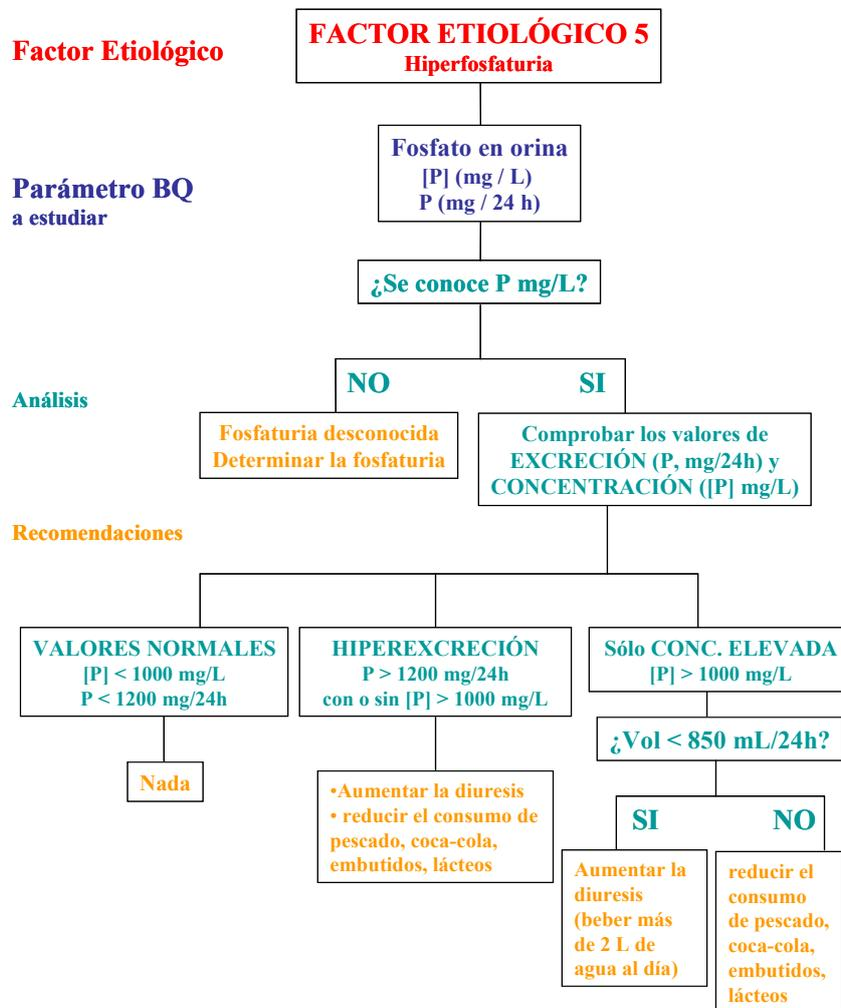 Factor Etiológico
FACTOR ETIOLÓGICO 5
Hiperfosfaturia
Parámetro BQ
a estudiar
Fosfato en orina
[P] (mg / L)
P (mg / 24 h)
¿Se conoce P mg/L?
Análisis
NO
SI
Fosfaturia desconocida
Determinar la fosfaturia
Comprobar los valores de
EXCRECIÓN (P, mg/24h) y
CONCENTRACIÓN ([P] mg/L)
Recomendaciones
VALORES NORMALES
[P] < 1000 mg/L
P < 1200 mg/24h
HIPEREXCRECIÓN
P > 1200 mg/24h
con o sin [P] > 1000 mg/L
Sólo CONC. ELEVADA
[P] > 1000 mg/L
¿Vol < 850 mL/24h?
Nada
•Aumentar la diuresis
• reducir el consumo de
pescado, coca-cola,
embutidos, lácteos
SI
NO
Aumentar la
diuresis
(beber más
de 2 L de
agua al día)
reducir el
consumo
de pescado,
coca-cola,
embutidos,
lácteos